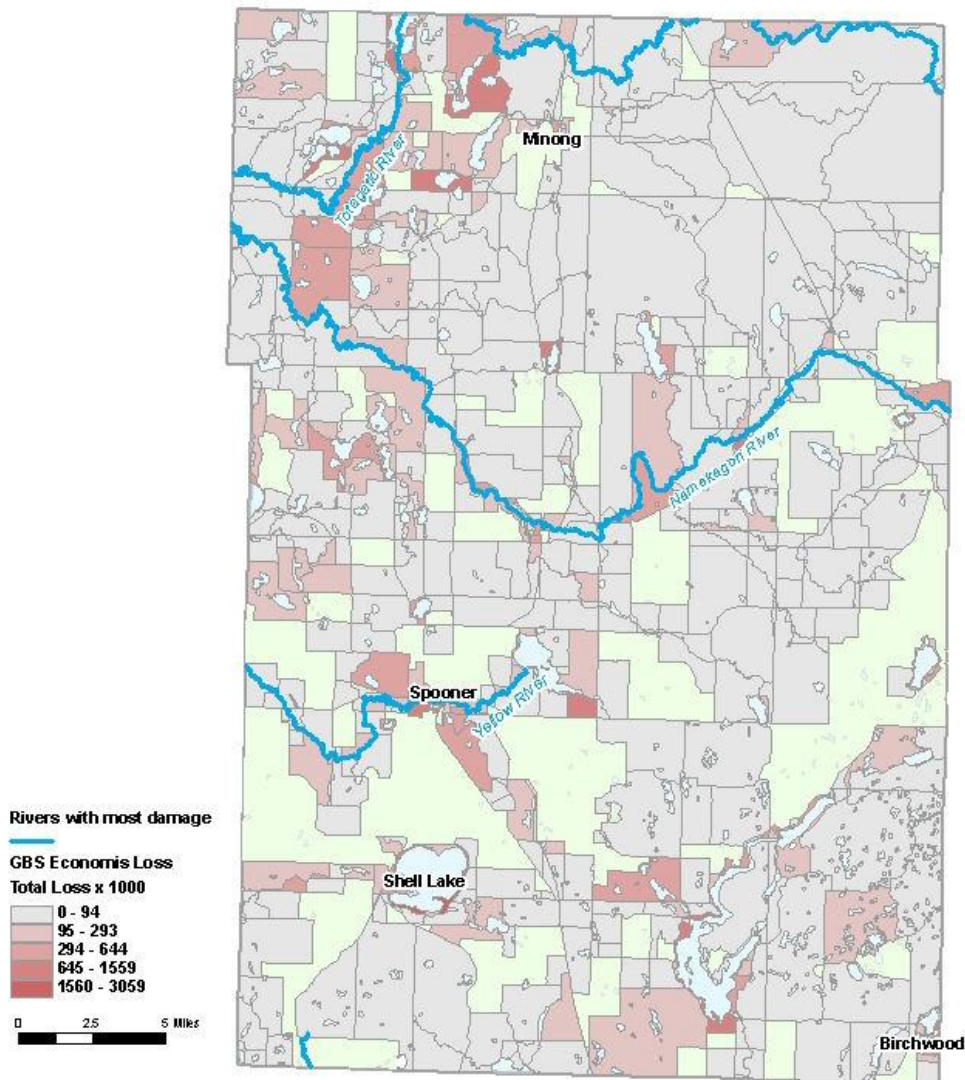 Minong
Totagatic River
Namekagon River
Spooner
Yellow River
Rivers with most damage
GBS Economis Loss
Total Loss x 1000
Shell Lake
0 - 94
95 - 293
294 - 644
645 - 1559
1560 - 3059
0 2.5 5 Miles
Birchwood